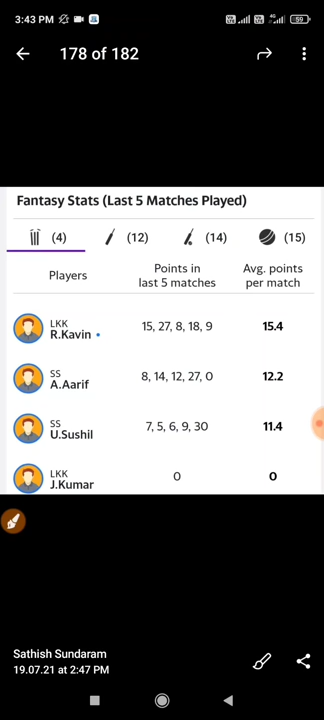 3:43 PM
59
178 of 182
Fantasy Stats (Last 5 Matches Played)
(4) (12) (14) (15)
Players Points in last 5 matches Avg. points per match
LKK
R.Kavin 15, 27, 8, 18, 9 15.4
SS
A.Aarif 8, 14, 12, 27, 0 12.2
SS
U.Sushil 7, 5, 6, 9, 30 11.4
LKK
J.Kumar 0 0
Sathish Sundaram
19.07.21 at 2:47 PM